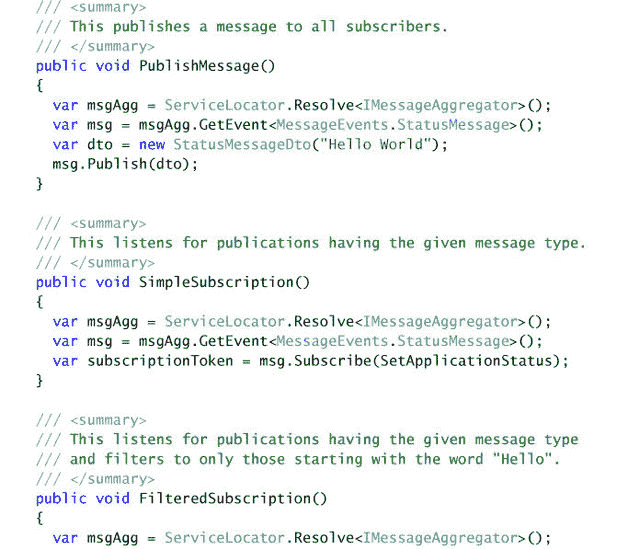 /// <summary>
/// This publishes a message to all subscribers.
/// </summary>
public void PublishMessage()
{
  var msgAgg = ServiceLocator.Resolve<IMessageAggregator>();
  var msg = msgAgg.GetEvent<MessageEvents.StatusMessage>();
  var dto = new StatusMessageDto("Hello World");
  msg.Publish(dto);
}

/// <summary>
/// This listens for publications having the given message type.
/// </summary>
public void SimpleSubscription()
{
  var msgAgg = ServiceLocator.Resolve<IMessageAggregator>();
  var msg = msgAgg.GetEvent<MessageEvents.StatusMessage>();
  var subscriptionToken = msg.Subscribe(SetApplicationStatus);
}

/// <summary>
/// This listens for publications having the given message type
/// and filters to only those starting with the word "Hello".
/// </summary>
public void FilteredSubscription()
{
  var msgAgg = ServiceLocator.Resolve<IMessageAggregator>();